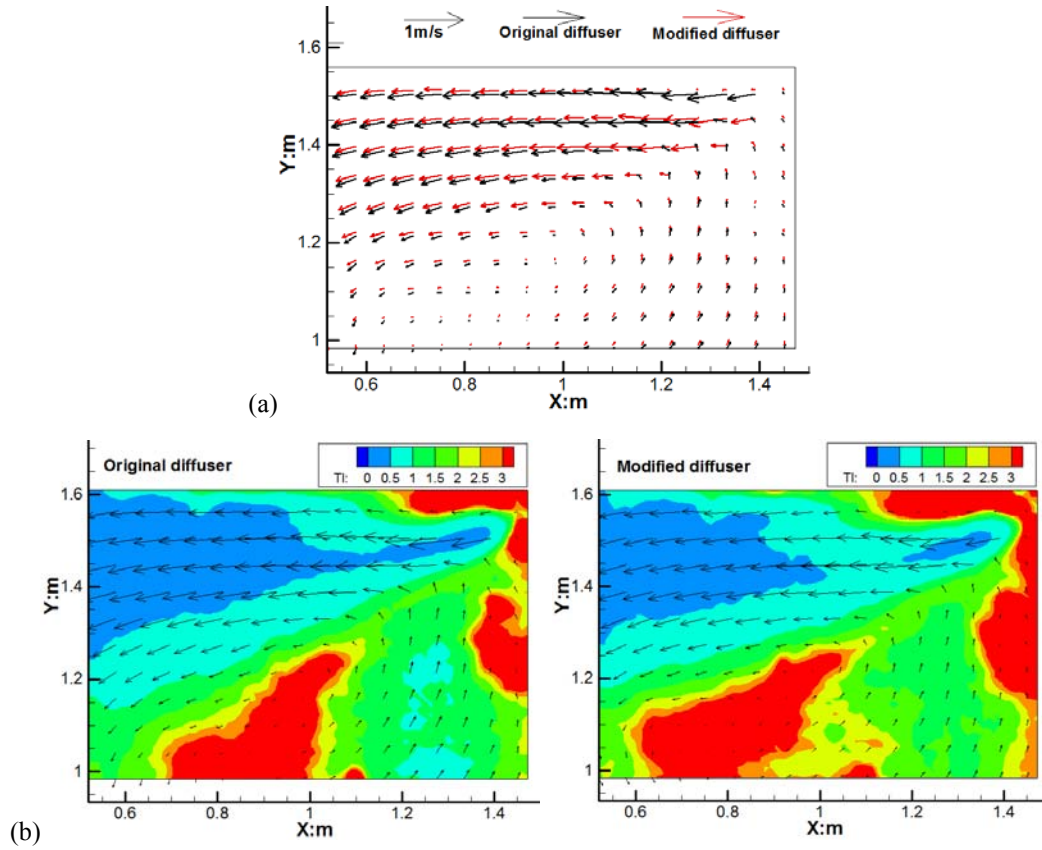 1m/s Original diffuser Modified diffuser
1.6
1.4
1.2
1
Y:m
0.6 0.8 1 1.2 1.4
X:m
(a)
Original diffuser
TI: 0 0.5 1 1.5 2 2.5 3
1.6
1.4
1.2
1
Y:m
0.6 0.8 1 1.2 1.4
X:m
Modified diffuser
TI: 0 0.5 1 1.5 2 2.5 3
1.6
1.4
1.2
1
Y:m
0.6 0.8 1 1.2 1.4
X:m
(b)